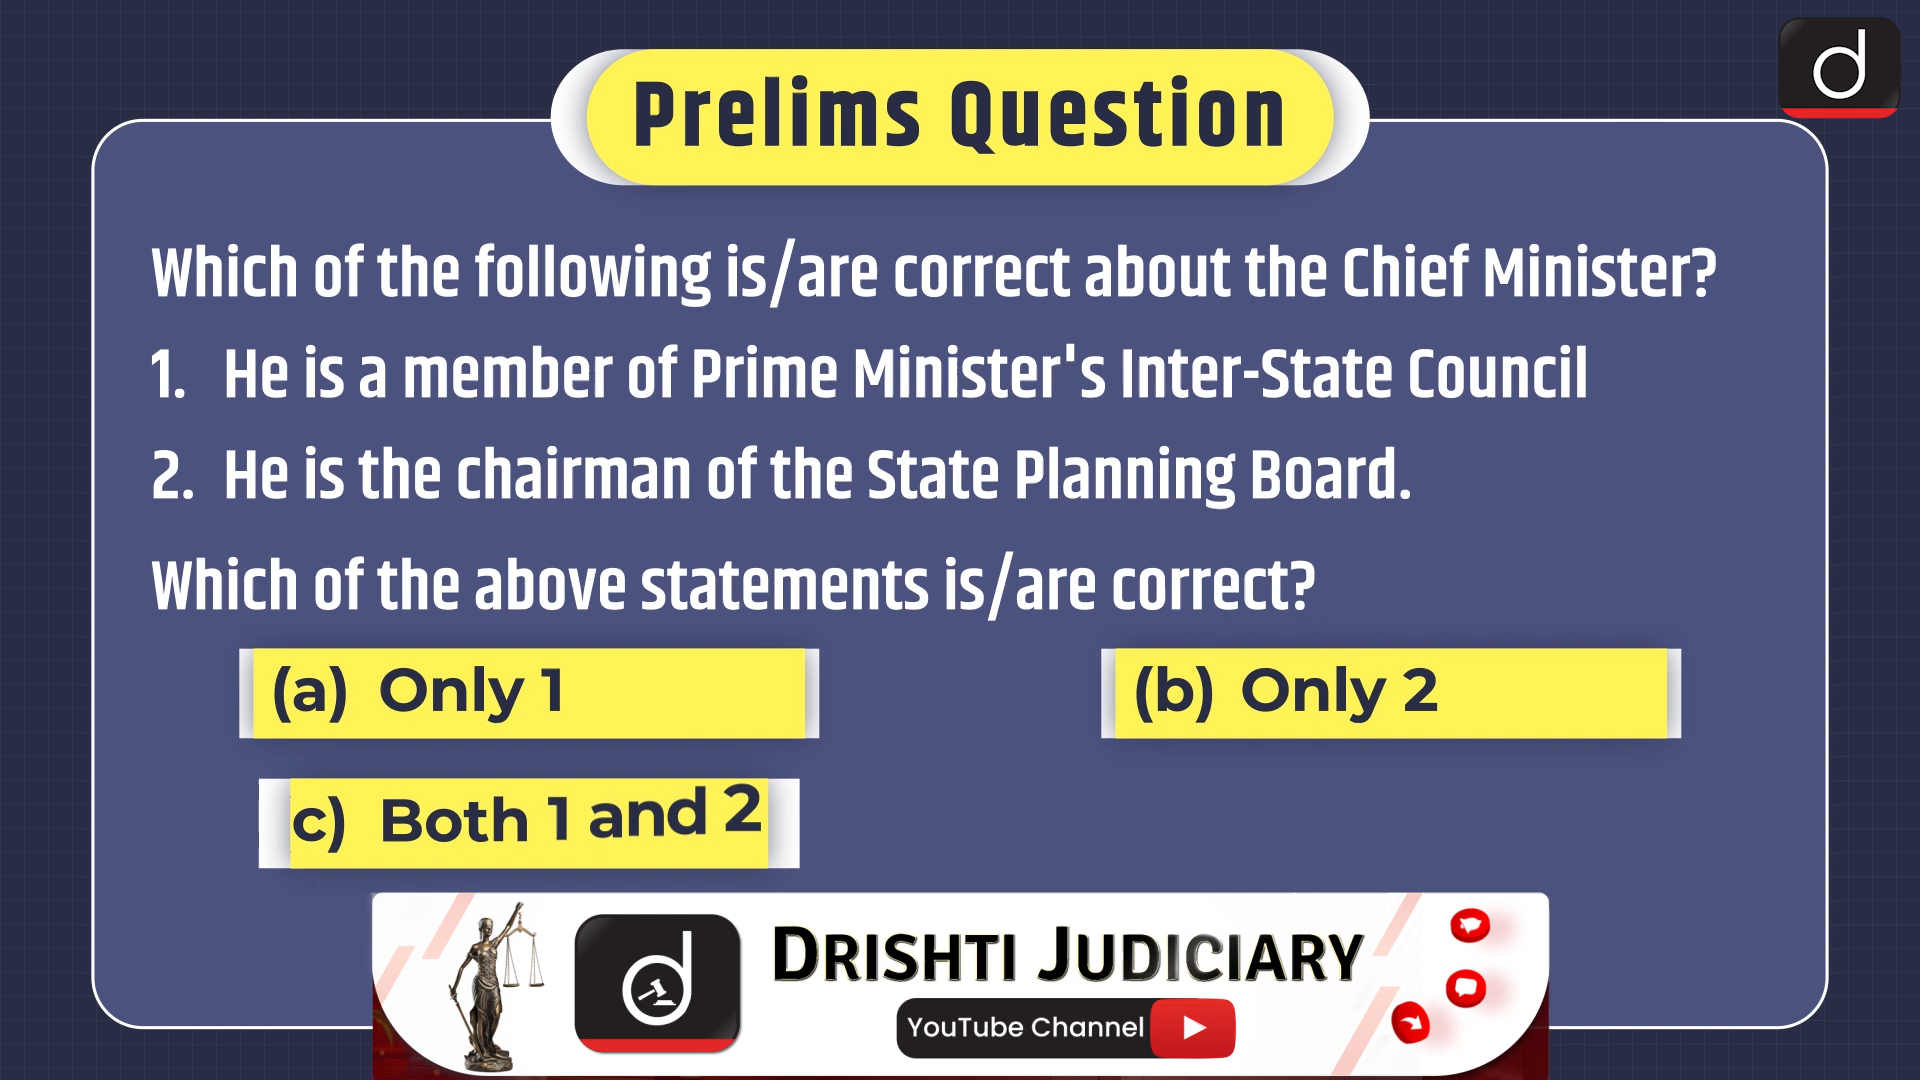 Prelims Question
Which of the following is/are correct about the Chief Minister?
1. He is a member of Prime Minister's Inter-State Council
2. He is the chairman of the State Planning Board.
Which of the above statements is/are correct?
(a) Only 1
(b) Only 2
c) Both 1 and 2
DRISHTI JUDICIARY
YouTube Channel